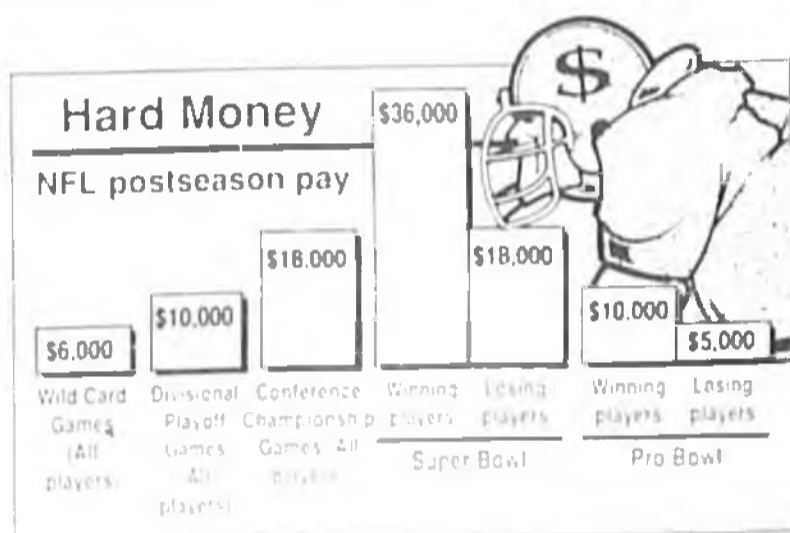 $
Hard Money
NFL postseason pay
$6,000
$10,000
$18,000
$36,000
$18,000
$10,000
$5,000
Wild Card
Games
(All
players)
Divisional
Playoff
Games
All
players)
Conference
Championship
Games All
players
Winning
players
Losing
players
Super Bowl
Winning
players
Losing
players
Pro Bowl